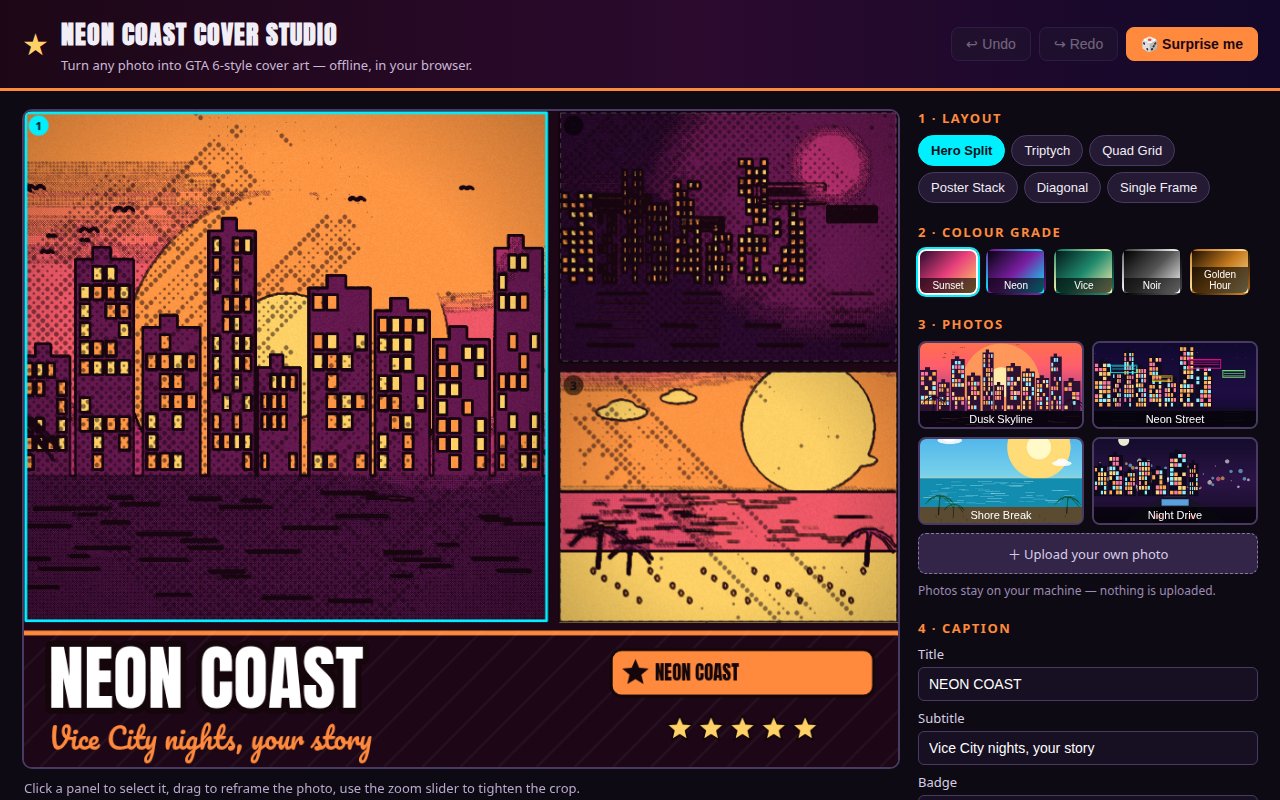 NEON COAST COVER STUDIO
Turn any photo into GTA 6-style cover art — offline, in your browser.
↩ Undo
↪ Redo
🎲 Surprise me
1
3
NEON COAST
Vice City nights, your story
NEON COAST
Click a panel to select it, drag to reframe the photo, use the zoom slider to tighten the crop.
1 · LAYOUT
Hero Split
Triptych
Quad Grid
Poster Stack
Diagonal
Single Frame
2 · COLOUR GRADE
Sunset
Neon
Vice
Noir
Golden
Hour
3 · PHOTOS
Dusk Skyline
Neon Street
Shore Break
Night Drive
+ Upload your own photo
Photos stay on your machine — nothing is uploaded.
4 · CAPTION
Title
NEON COAST
Subtitle
Vice City nights, your story
Badge